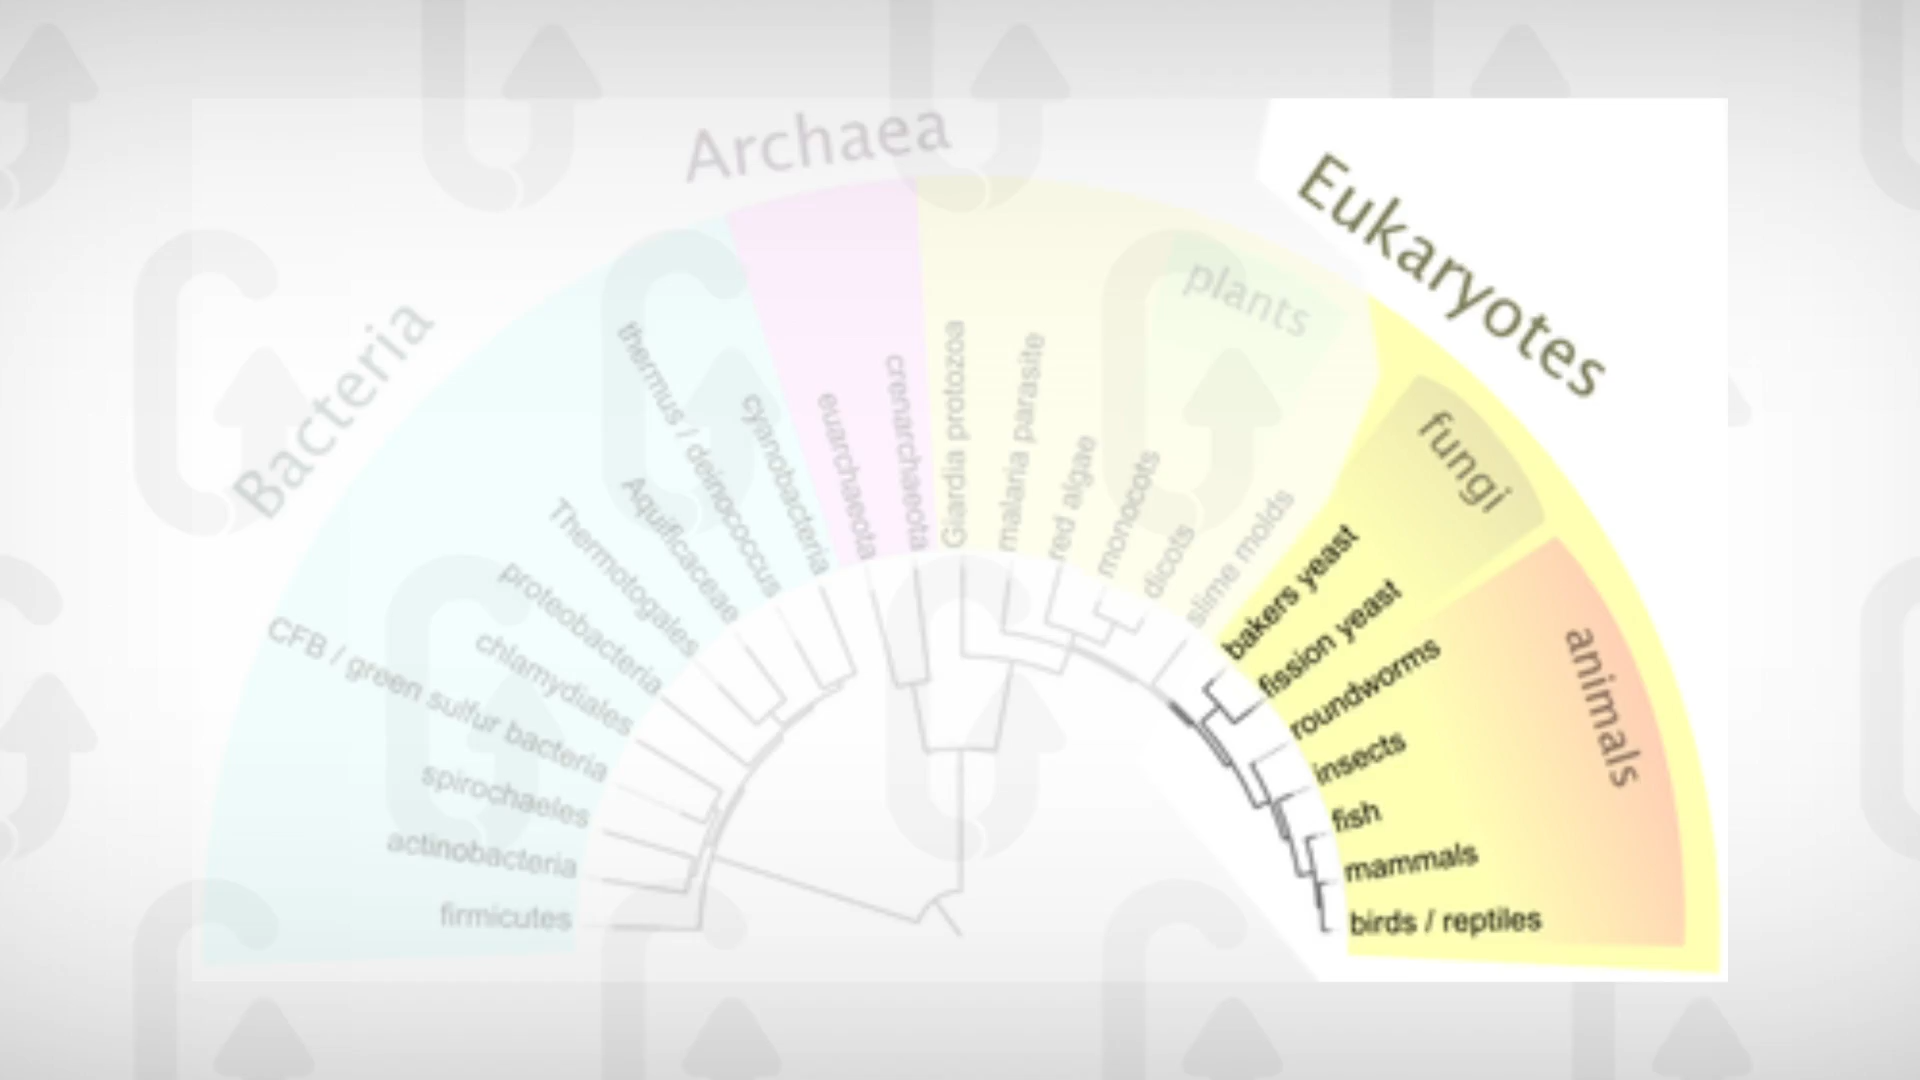 Archaea
Eukaryotes
Bacteria
plants
fungi
animals
thermus / deinococcus
cyanobacteria
euarchaeota
crenarchaeota
Giardia protozoa
malaria parasite
red algae
monocots
dicots
slime molds
bakers yeast
fission yeast
roundworms
insects
fish
mammals
birds / reptiles
Aquificaceae
Thermotogales
proteobacteria
chlamydiales
CFB / green sulfur bacteria
spirochaeles
actinobacteria
firmicutes